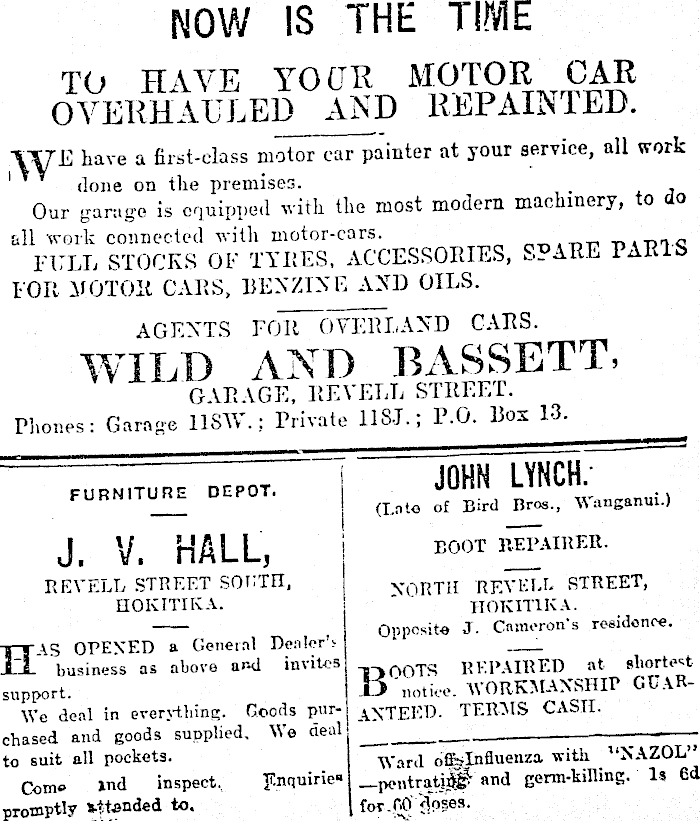 NOW IS THE TIME
TO HAVE YOUR MOTOR CAR
OVERHAULED AND REPAINTED.
WE have a first-class motor car painter at your service, all work
done on the premises.
Our garage is equipped with the most modern machinery, to do
all work connected with motor-cars.
FULL STOCKS OF TYRES, ACCESSORIES, SPARE PARTS
FOR MOTOR CARS, BENZINE AND OILS.
AGENTS FOR OVERLAND CARS.
WILD AND BASSETT,
GARAGE, REVELL STREET.
Phones: Garage 118W.; Private 118J.; P.O. Box 13.
FURNITURE DEPOT.
J. V. HALL,
REVELL STREET SOUTH,
HOKITIKA.
HAS OPENED a General Dealer's
business as above and invites
support.
We deal in everything. Goods pur-
chased and goods supplied. We deal
to suit all pockets.
Come and inspect. Enquiries
promptly attended to.
JOHN LYNCH.
(Late of Bird Bros., Wanganui.)
BOOT REPAIRER.
NORTH REVELL STREET,
HOKITIKA.
Opposite J. Cameron's residence.
BOOTS REPAIRED at shortest
notice. WORKMANSHIP GUAR-
ANTEED. TERMS CASH.
Ward off Influenza with "NAZOL"
—pentrating and germ-killing. 1s 6d
for 60 doses.